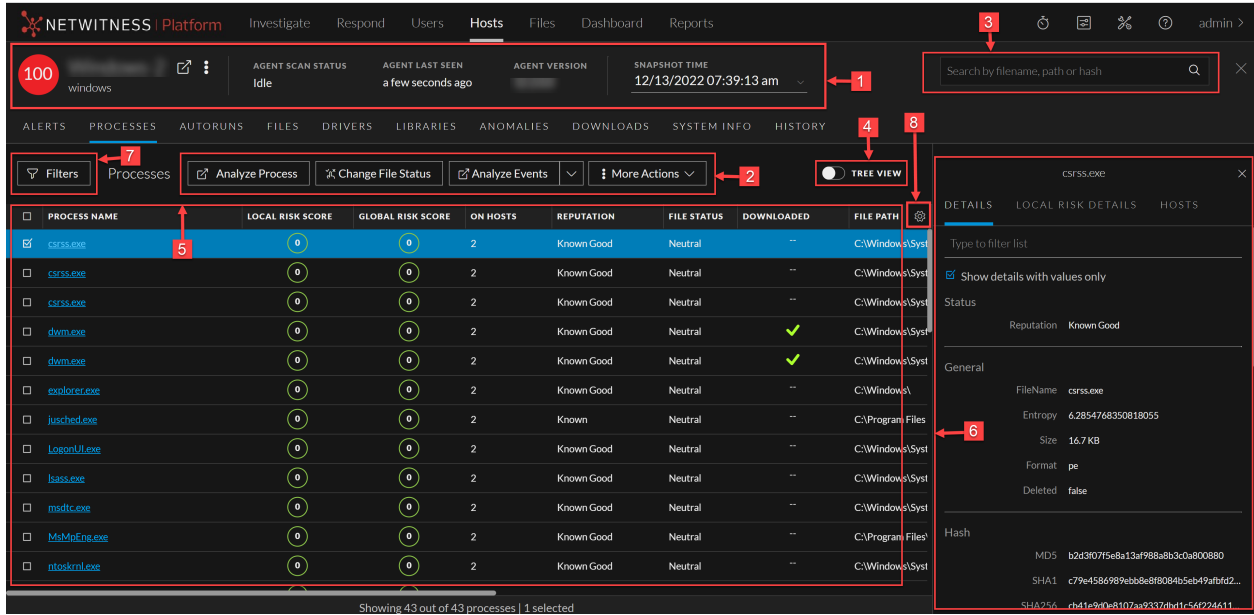 NETWITNESS | Platform Investigate Respond Users Hosts Files Dashboard Reports admin >
3
100
windows
AGENT SCAN STATUS AGENT LAST SEEN AGENT VERSION SNAPSHOT TIME
Idle a few seconds ago 12/13/2022 07:39:13 am
1
Search by filename, path or hash
ALERTS PROCESSES AUTORUNS FILES DRIVERS LIBRARIES ANOMALIES DOWNLOADS SYSTEM INFO HISTORY
4 8
7
Filters Processes Analyze Process Change File Status Analyze Events More Actions
2
TREE VIEW
PROCESS NAME LOCAL RISK SCORE GLOBAL RISK SCORE ON HOSTS REPUTATION FILE STATUS DOWNLOADED FILE PATH
5
csrss.exe 0 0 2 Known Good Neutral -- C:\Windows\Syst
csrss.exe 0 0 2 Known Good Neutral -- C:\Windows\Syst
csrss.exe 0 0 2 Known Good Neutral -- C:\Windows\Syst
dwm.exe 0 0 2 Known Good Neutral C:\Windows\Syst
dwm.exe 0 0 2 Known Good Neutral C:\Windows\Syst
explorer.exe 0 0 2 Known Good Neutral -- C:\Windows\
jusched.exe 0 0 2 Known Neutral -- C:\Program Files
LogonUI.exe 0 0 2 Known Good Neutral -- C:\Windows\Syst
lsass.exe 0 0 2 Known Good Neutral -- C:\Windows\Syst
msdtc.exe 0 0 2 Known Good Neutral -- C:\Windows\Syst
MsMpEng.exe 0 0 2 Known Good Neutral -- C:\Program Files\
ntoskrnl.exe 0 0 2 Known Good Neutral -- C:\Windows\Syst
Showing 43 out of 43 processes | 1 selected
csrss.exe
DETAILS LOCAL RISK DETAILS HOSTS
Type to filter list
Show details with values only
Status
Reputation Known Good
General
FileName csrss.exe
Entropy 6.2854768350818055
6
Size 16.7 KB
Format pe
Deleted false
Hash
MD5 b2d3f07f5e8a13af988a8b3c0a800880
SHA1 c79e4586989ebb8e8f8084b5eb49afbfd2...
SHA256 cb41e9d0e8107aa9337dbd1c56f224611